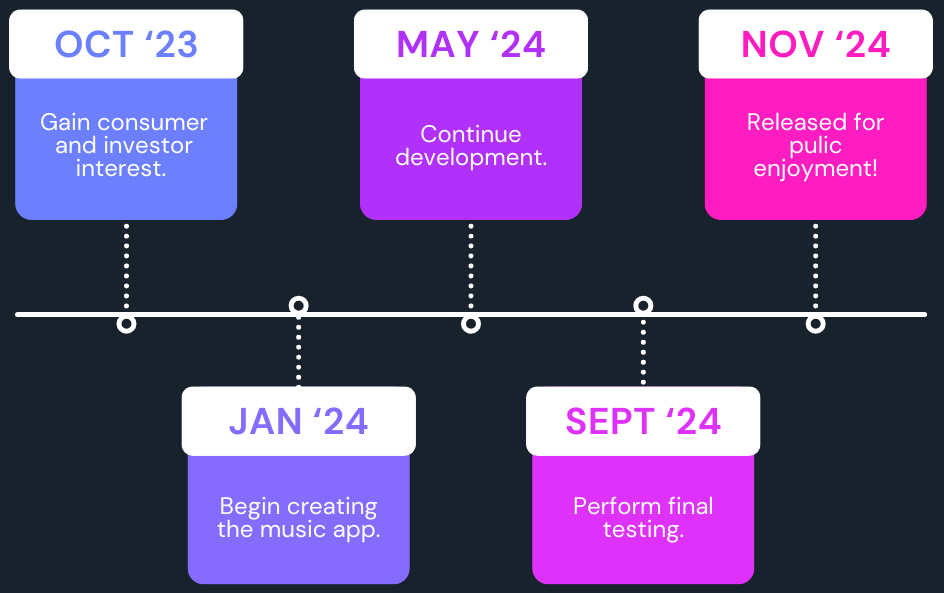 OCT ‘23
Gain consumer
and investor
interest.
JAN ‘24
Begin creating
the music app.
MAY ‘24
Continue
development.
SEPT ‘24
Perform final
testing.
NOV ‘24
Released for
pulic
enjoyment!